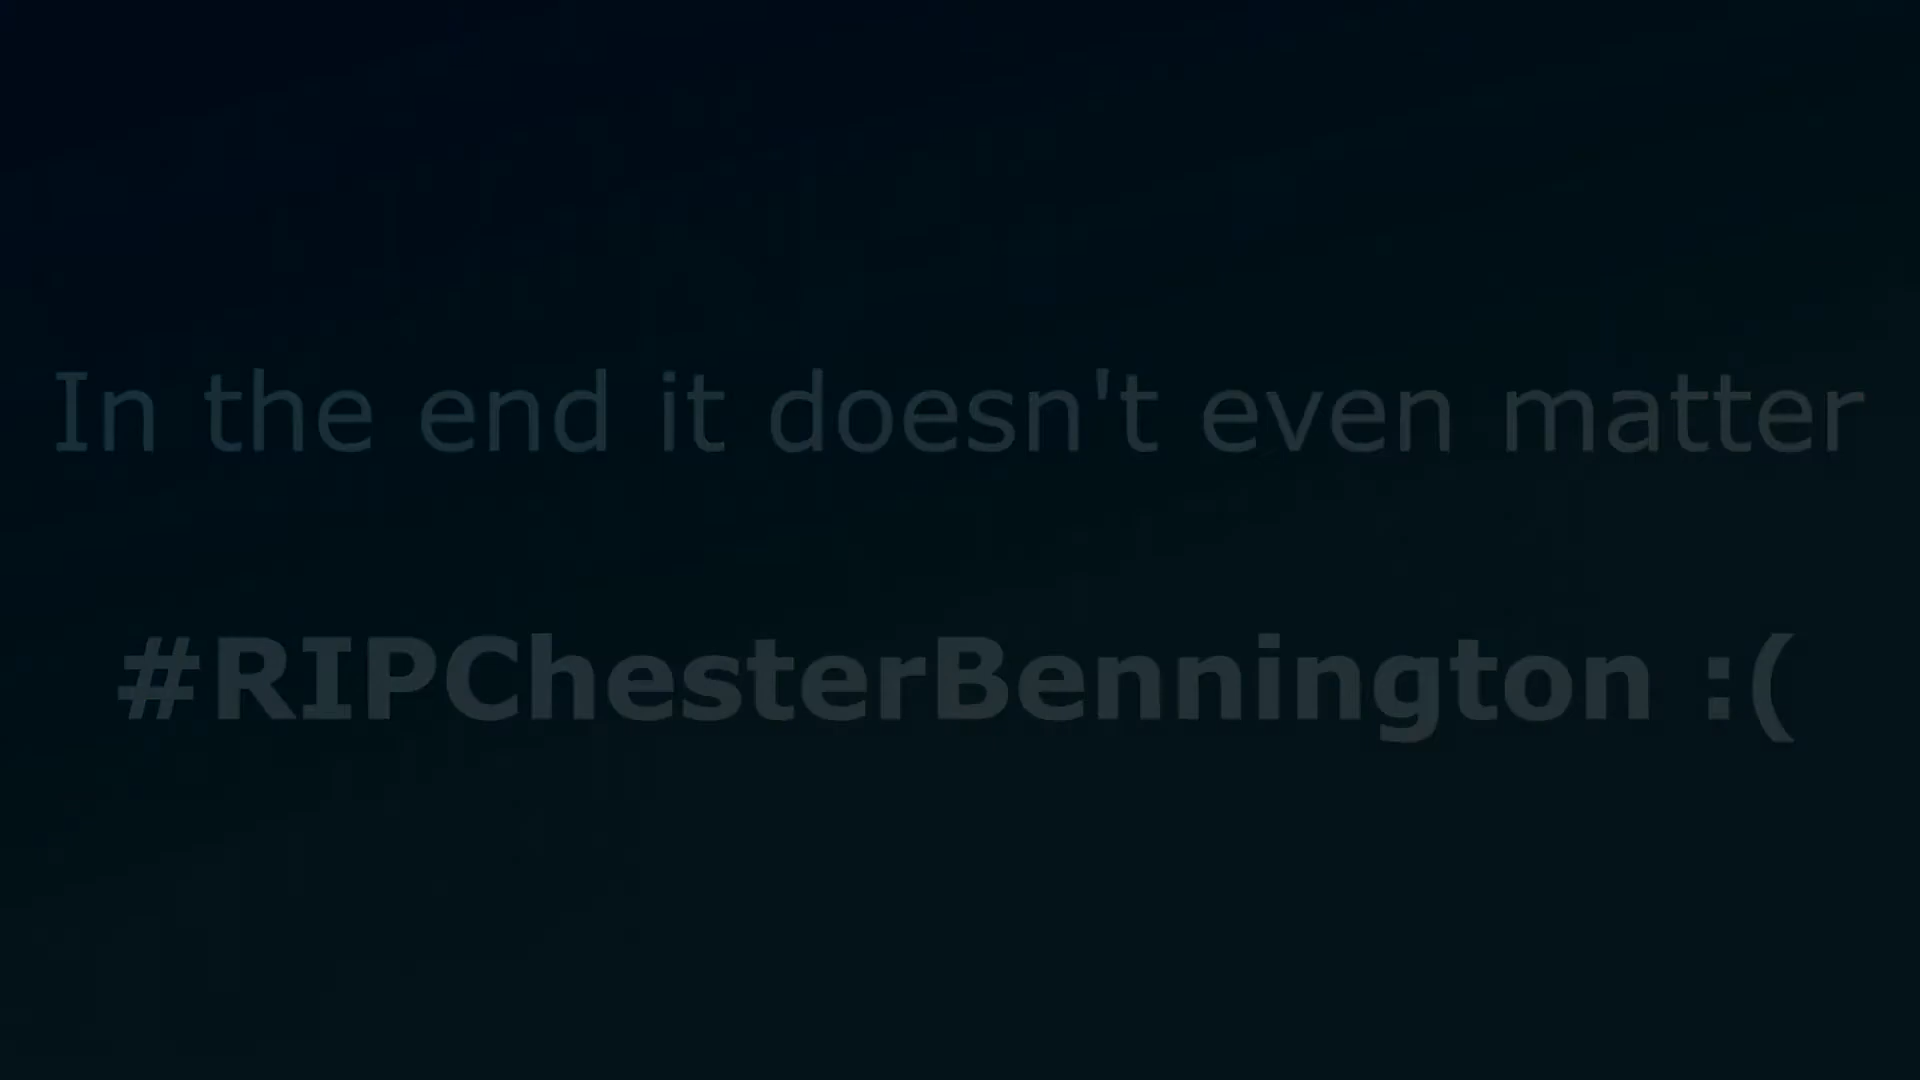 In the end it doesn't even matter
#RIPChesterBennington :(